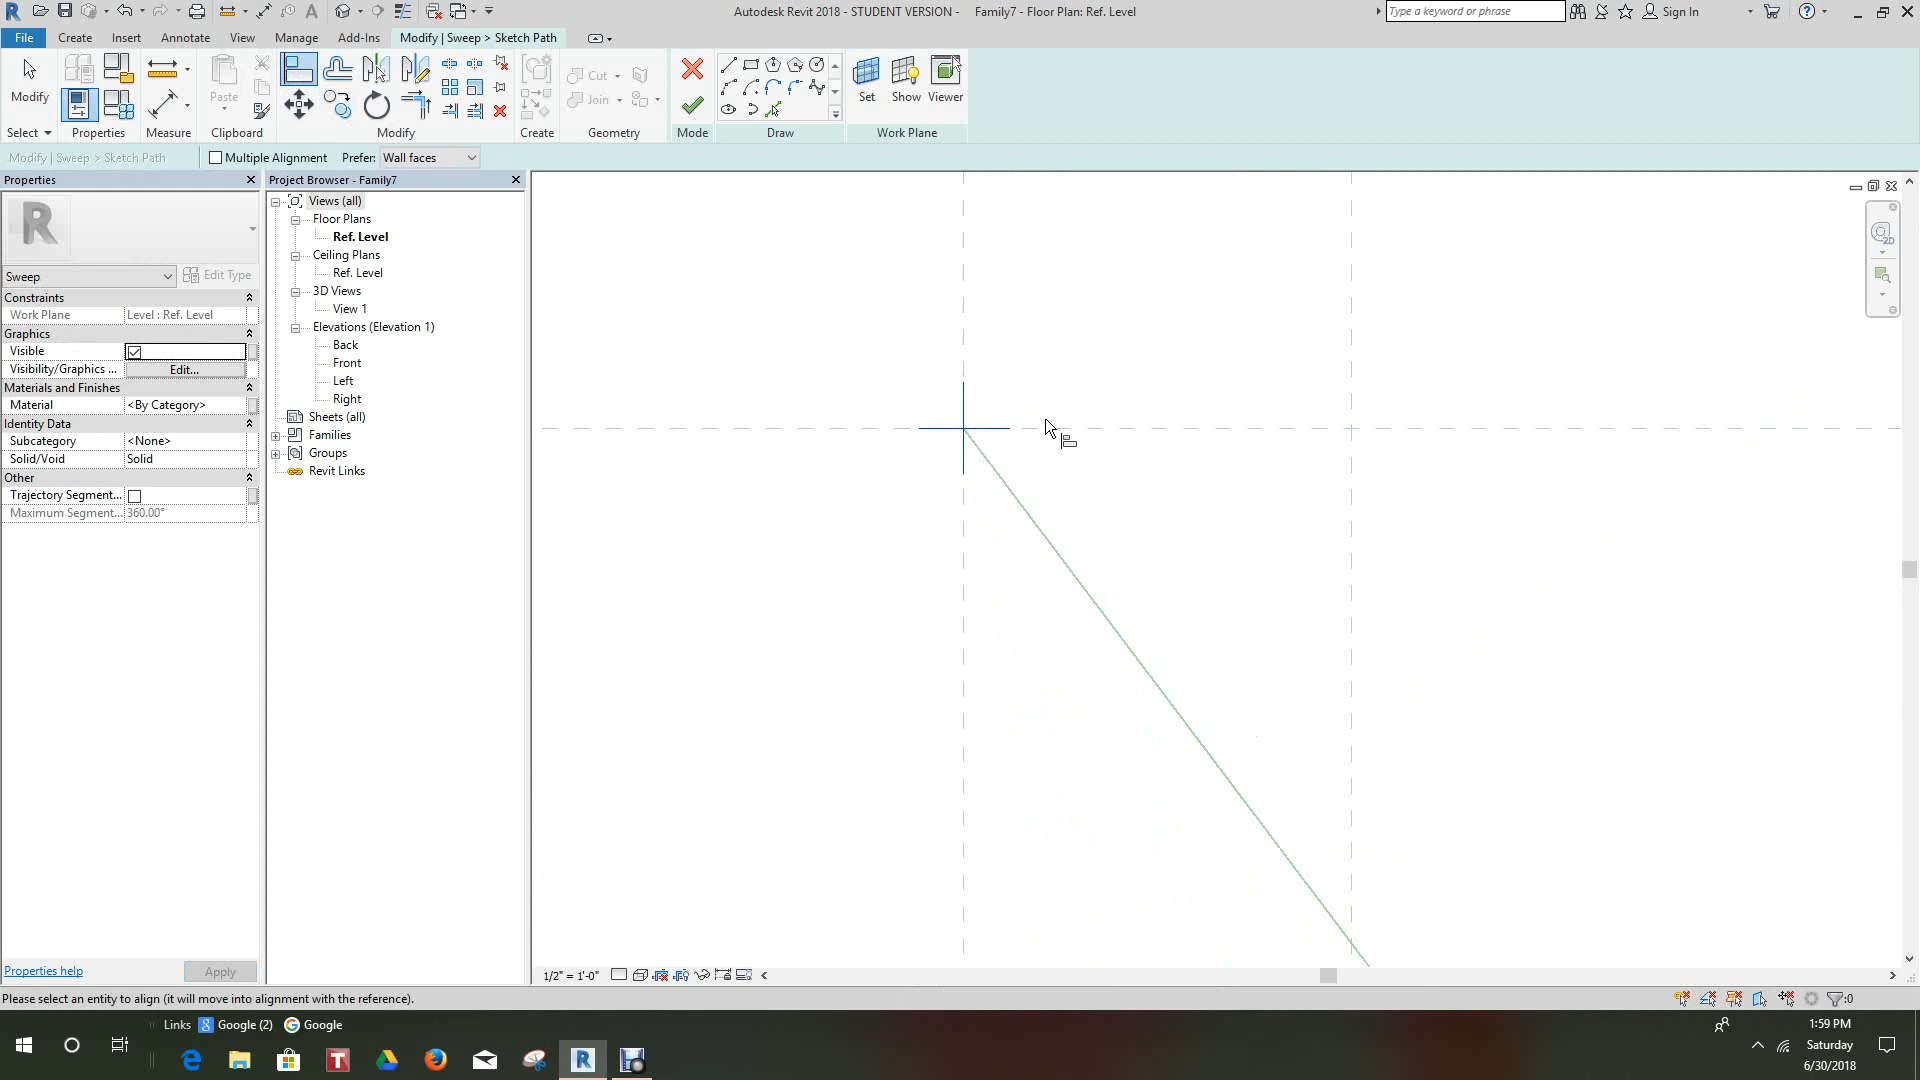 Autodesk Revit 2018 - STUDENT VERSION - Family7 - Floor Plan: Ref. Level
Type a keyword or phrase
Sign In
File Create Insert Annotate View Manage Add-Ins Modify | Sweep > Sketch Path
Modify Paste Cut Join Set Show Viewer
Select Properties Measure Clipboard Modify Create Geometry Mode Draw Work Plane
Modify | Sweep > Sketch Path Multiple Alignment Prefer: Wall faces
Properties
R
Sweep Edit Type
Constraints
Work Plane Level : Ref. Level
Graphics
Visible
Visibility/Graphics ... Edit...
Materials and Finishes
Material <By Category>
Identity Data
Subcategory <None>
Solid/Void Solid
Other
Trajectory Segment...
Maximum Segment... 360.00°
Properties help Apply
Project Browser - Family7
Views (all)
Floor Plans
Ref. Level
Ceiling Plans
Ref. Level
3D Views
View 1
Elevations (Elevation 1)
Back
Front
Left
Right
Sheets (all)
Families
Groups
Revit Links
2D
1/2" = 1'-0"
Please select an entity to align (it will move into alignment with the reference).
:0
Links Google (2) Google
1:59 PM
Saturday
6/30/2018